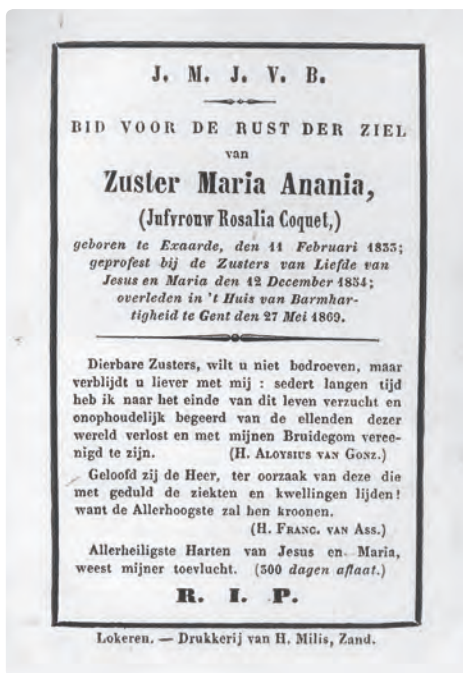 J. M. J. V. B.
BID VOOR DE RUST DER ZIEL
van
Zuster Maria Anania,
(Jufvrouw Rosalia Coquet,)
geboren te Exaarde, den 11 Februari 1833;
geprofest bij de Zusters van Liefde van
Jesus en Maria den 12 December 1854;
overleden in 't Huis van Barmhar-
tigheid te Gent den 27 Mei 1869.
Dierbare Zusters, wilt u niet bedroeven, maar
verblijdt u liever met mij : sedert langen tijd
heb ik naar het einde van dit leven verzucht en
onophoudelijk begeerd van de ellenden dezer
wereld verlost en met mijnen Bruidegom veree-
nigd te zijn. (H. ALOYSIUS VAN GONZ.)
Geloofd zij de Heer, ter oorzaak van deze die
met geduld de ziekten en kwellingen lijden!
want de Allerhoogste zal hen kroonen.
(H. FRANC. VAN ASS.)
Allerheiligste Harten van Jesus en Maria,
weest mijner toevlucht. (300 dagen aflaat.)
R. I. P.
Lokeren. — Drukkerij van H. Milis, Zand.